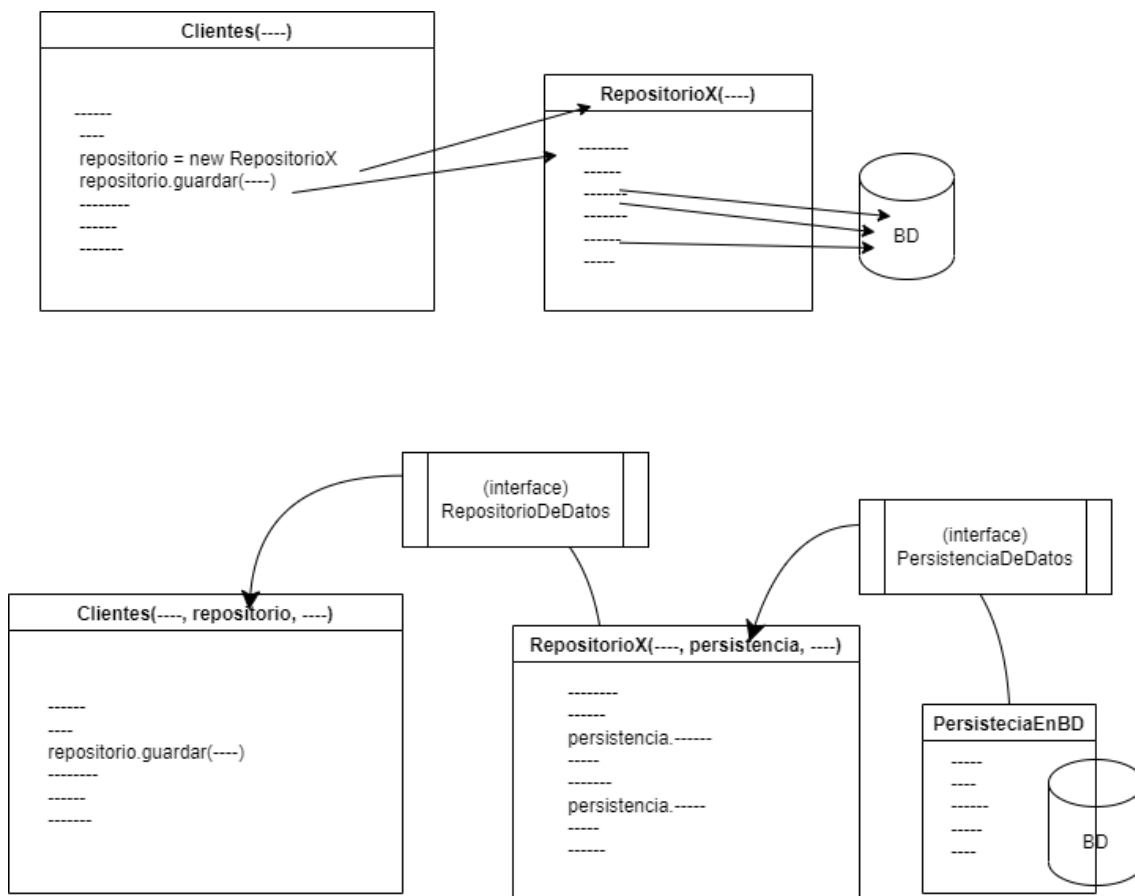 Clientes(----)
------
----
repositorio = new RepositorioX
repositorio.guardar(----)
--------
------
-------
RepositorioX(----)
--------
------
-------
-------
------
-----
BD
(interface)
RepositorioDeDatos
(interface)
PersistenciaDeDatos
Clientes(----, repositorio, ----)
------
----
repositorio.guardar(----)
--------
------
-------
RepositorioX(----, persistencia, ----)
--------
------
persistencia.------
-----
-------
persistencia.-----
-----
------
PersisteciaEnBD
-----
----
------
-----
----
BD